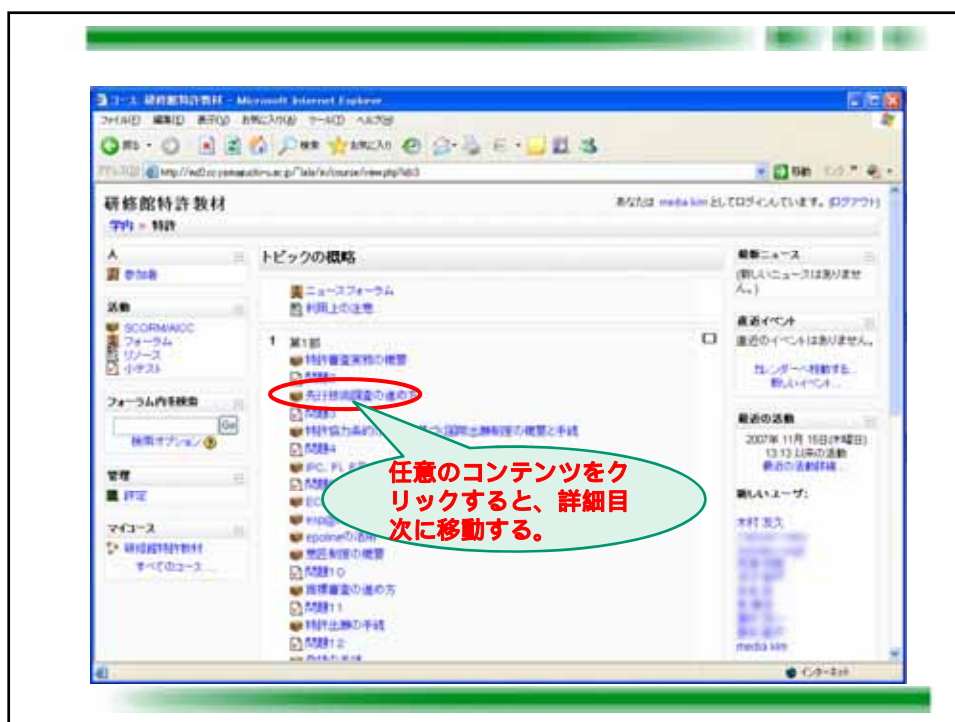 コース: 研修館特許教材 - Microsoft Internet Explorer
ファイル(F) 編集(E) 表示(V) お気に入り(A) ツール(T) ヘルプ(H)
戻る 検索 お気に入り
移動
研修館特許教材
あなたは media kim としてログインしています。(ログアウト)
学内 » 特許
人
参加者
活動
SCORM/AICC
フォーラム
リソース
小テスト
フォーラム内を検索
Go
検索オプション
管理
評定
マイコース
研修館特許教材
すべてのコース ...
トピックの概略
ニュースフォーラム
利用上の注意
1 第1部
特許審査実務の概要
先行技術調査の進め方
問題3
国際出願制度の概要と手続
問題4
任意のコンテンツをク
リックすると、詳細目
次に移動する。
意匠制度の概要
問題10
商標審査の進め方
問題11
特許出願の手続
問題12
最新ニュース
(新しいニュースはありませ
ん。)
直近イベント
直近のイベントはありません。
カレンダーへ移動する...
新しいイベント...
最近の活動
2007年 11月 15日(木曜日)
13:13 以来の活動
最近の活動詳細...
新しいユーザ:
木村 友久
media kim
インターネット